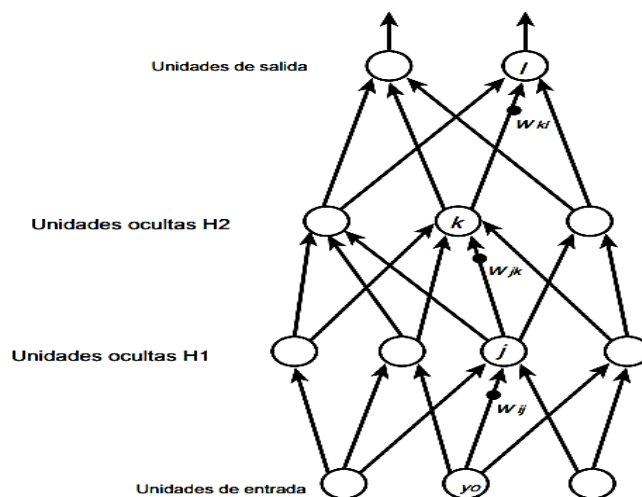 Unidades de salida
l
W kl
Unidades ocultas H2
k
W jk
Unidades ocultas H1
j
W ij
Unidades de entrada
yo